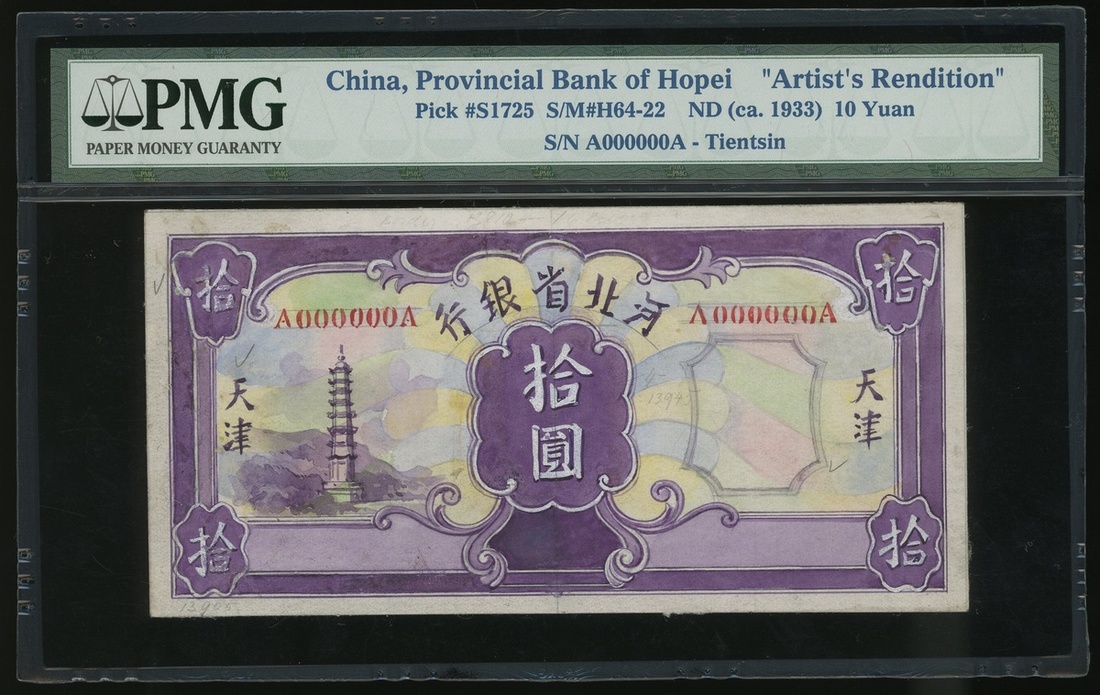 PMG
PAPER MONEY GUARANTY
China, Provincial Bank of Hopei "Artist's Rendition"
Pick #S1725 S/M#H64-22 ND (ca. 1933) 10 Yuan
S/N A000000A - Tientsin
河北省銀行
拾
拾
A000000A
A000000A
天津
拾圓
天津
拾
拾
13905